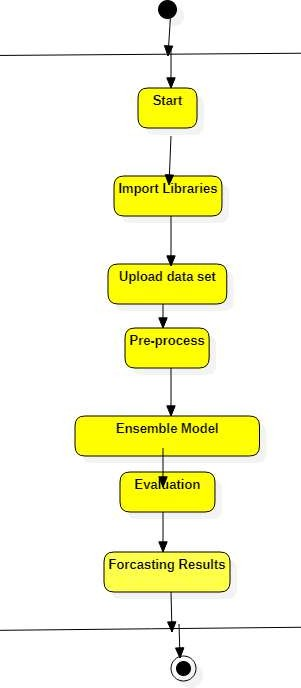 Start
Import Libraries
Upload data set
Pre-process
Ensemble Model
Evaluation
Forcasting Results